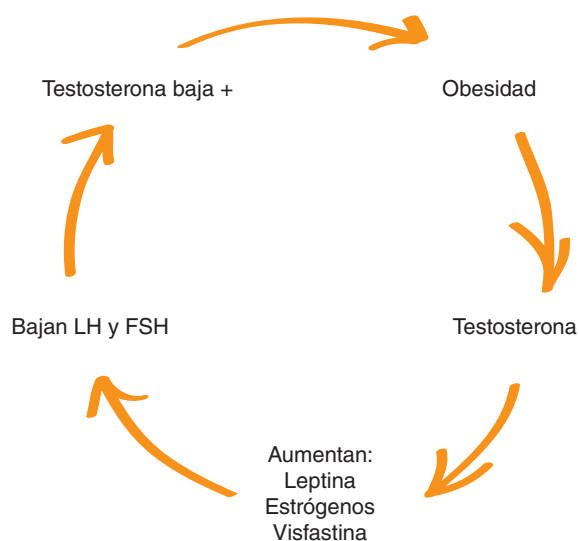 Testosterona baja +
Obesidad
Bajan LH y FSH
Testosterona
Aumentan:
Leptina
Estrógenos
Visfastina